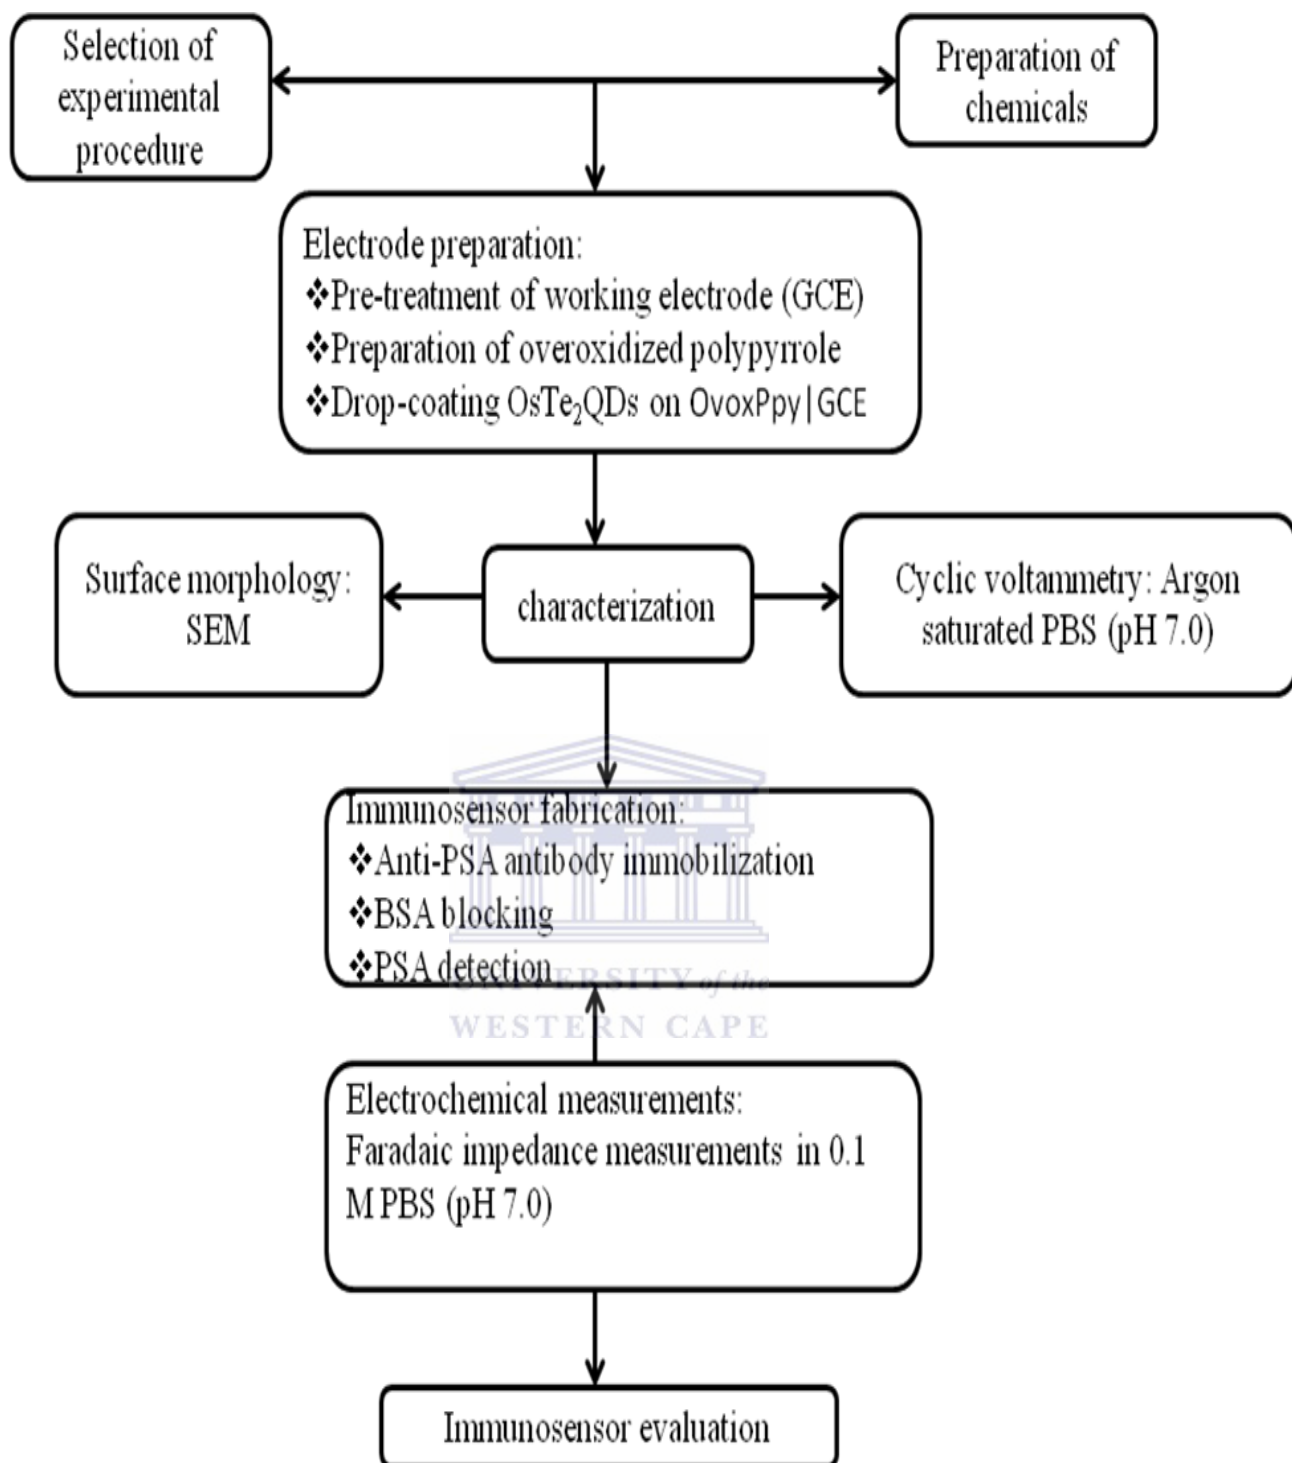 Selection of
experimental
procedure
Preparation of
chemicals
Electrode preparation:
❖Pre-treatment of working electrode (GCE)
❖Preparation of overoxidized polypyrrole
❖Drop-coating OsTe₂QDs on OvoxPpy|GCE
Surface morphology:
SEM
characterization
Cyclic voltammetry: Argon
saturated PBS (pH 7.0)
Immunosensor fabrication:
❖Anti-PSA antibody immobilization
❖BSA blocking
❖PSA detection
UNIVERSITY of the
WESTERN CAPE
Electrochemical measurements:
Faradaic impedance measurements in 0.1
M PBS (pH 7.0)
Immunosensor evaluation